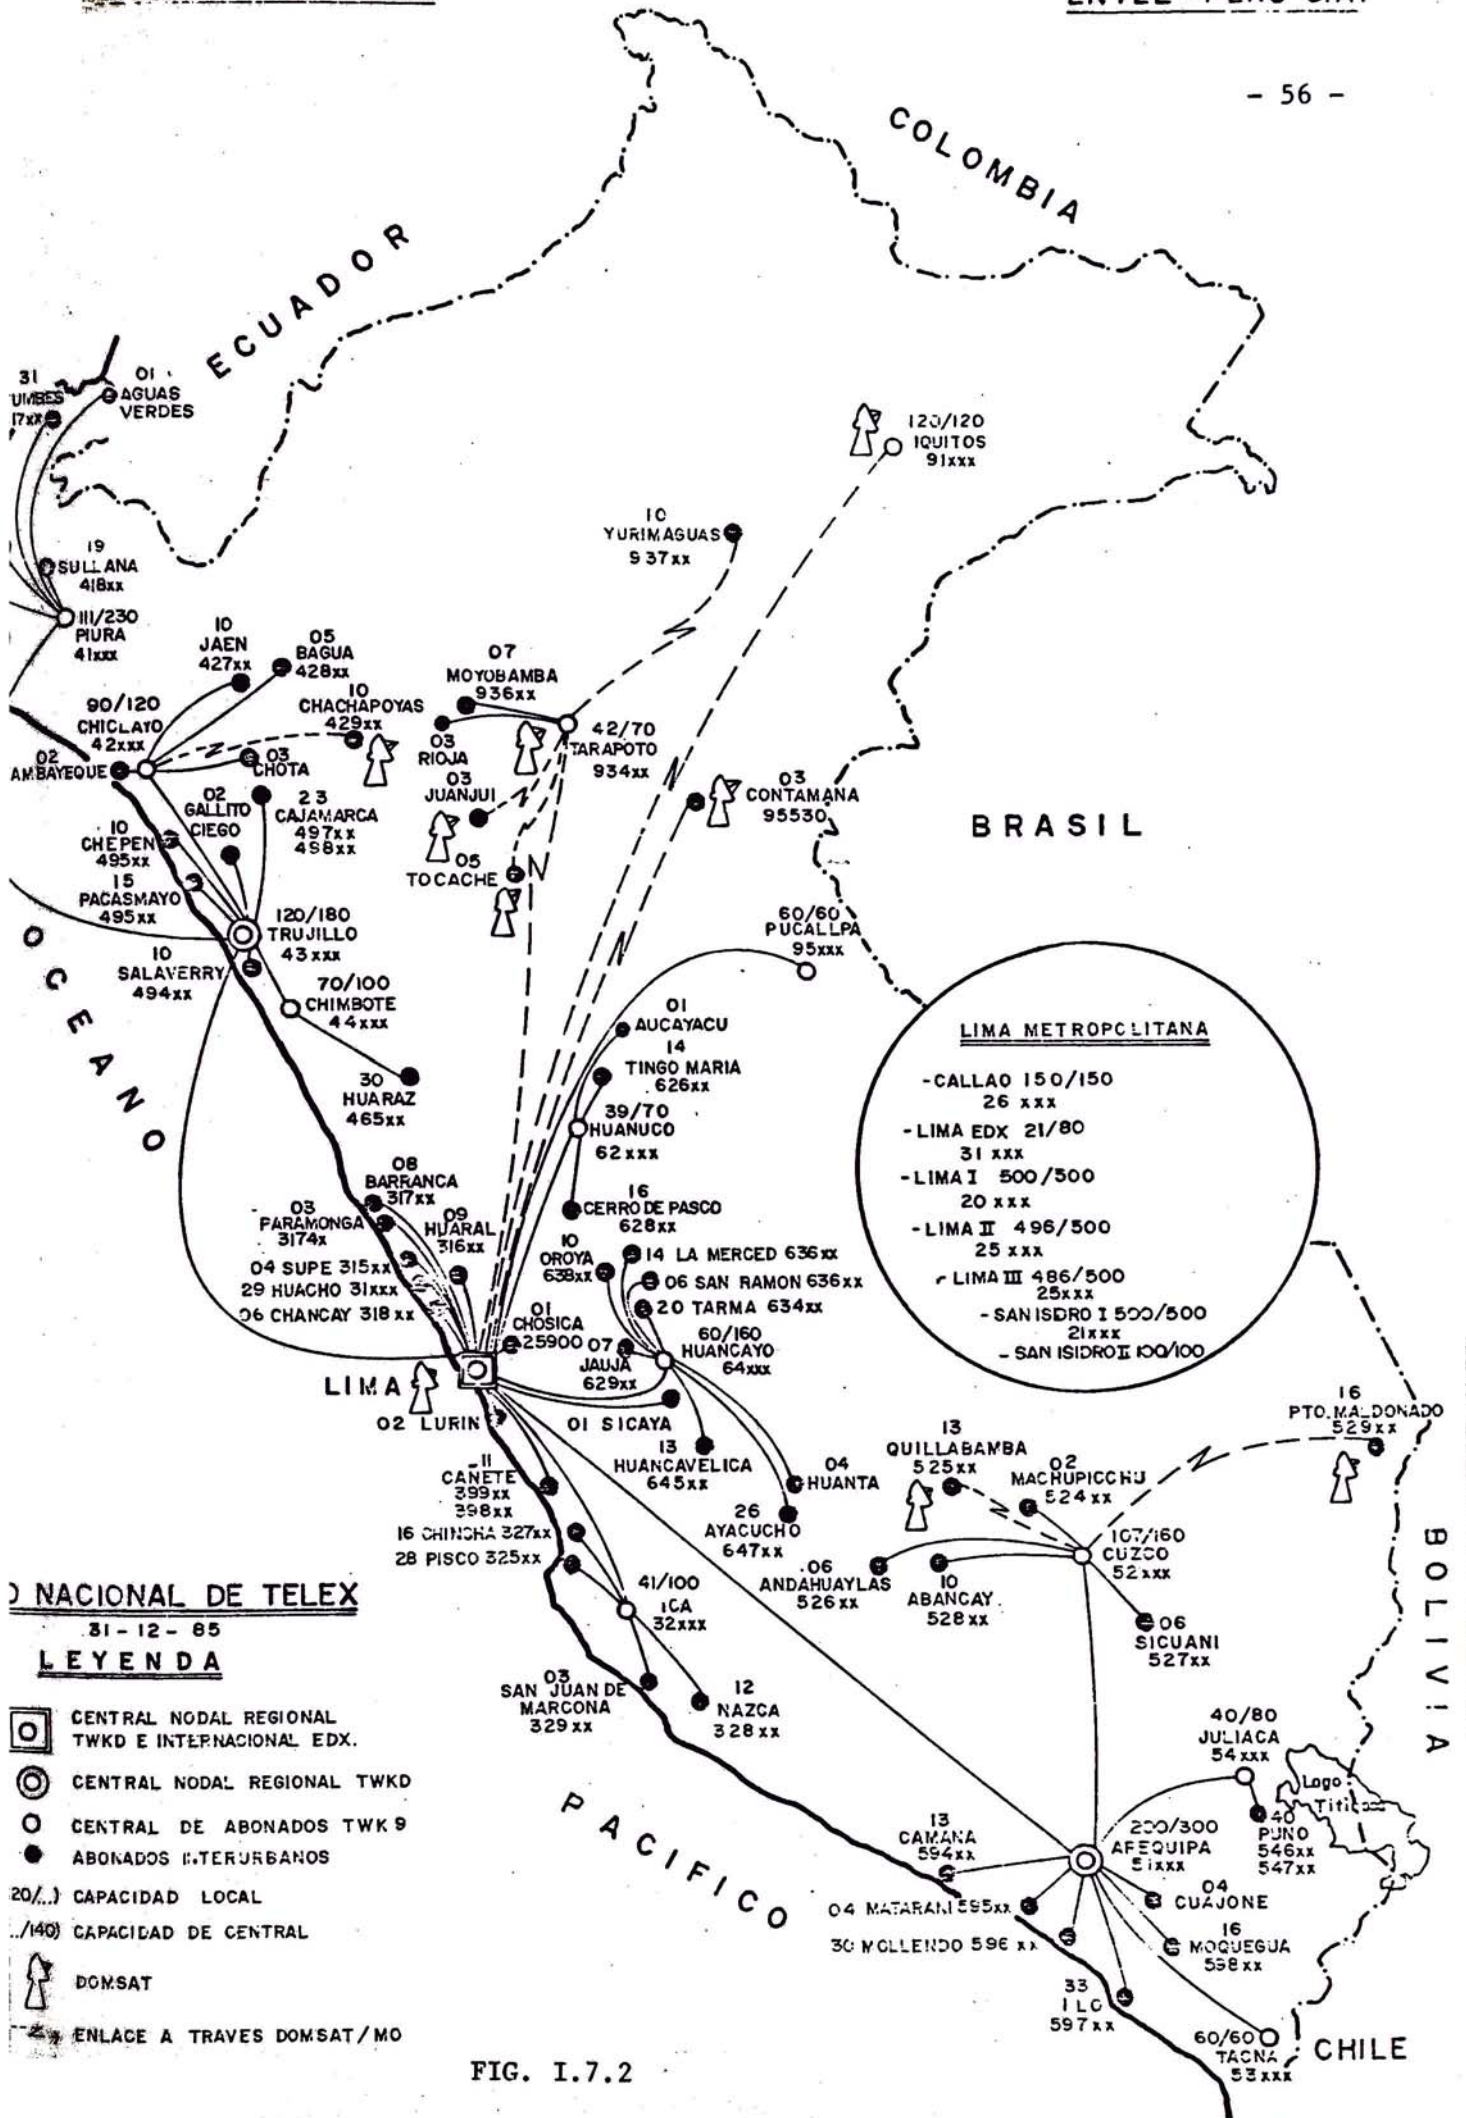 - 56 -
COLOMBIA
ECUADOR
31
UMBES
17xx
01
AGUAS
VERDES
120/120
IQUITOS
91xxx
10
YURIMAGUAS
937xx
19
SULLANA
418xx
111/230
PIURA
41xxx
10
JAEN
427xx
05
BAGUA
428xx
07
MOYOBAMBA
936xx
90/120
CHICLAYO
42xxx
10
CHACHAPOYAS
429xx
03
RIOJA
42/70
TARAPOTO
934xx
02
AMBAYEQUE
03
CHOTA
03
JUANJUI
03
CONTAMANA
95530
02
GALLITO
CIEGO
23
CAJAMARCA
497xx
498xx
BRASIL
10
CHEPEN
495xx
15
PACASMAYO
495xx
05
TOCACHE
60/60
PUCALLPA
95xxx
120/180
TRUJILLO
43xxx
10
SALAVERRY
494xx
70/100
CHIMBOTE
44xxx
OCEANO
01
AUCAYACU
14
TINGO MARIA
626xx
30
HUARAZ
465xx
39/70
HUANUCO
62xxx
LIMA METROPOLITANA
-CALLAO 150/150
26 xxx
-LIMA EDX 21/80
31 xxx
-LIMA I 500/500
20 xxx
-LIMA II 496/500
25 xxx
- LIMA III 486/500
25xxx
-SAN ISDRO I 500/500
21xxx
- SAN ISIDRO II 100/100
08
BARRANCA
317xx
03
PARAMONGA
3174x
09
HUARAL
316xx
16
CERRO DE PASCO
628xx
04 SUPE 315xx
29 HUACHO 31xxx
06 CHANCAY 318xx
10
OROYA
638xx
14 LA MERCED 636xx
06 SAN RAMON 636xx
20 TARMA 634xx
01
CHOSICA
25900
07
JAUJA
629xx
60/160
HUANCAYO
64xxx
LIMA
02 LURIN
01 SICAYA
13
HUANCAVELICA
645xx
04
HUANTA
26
AYACUCHO
647xx
11
CAÑETE
399xx
398xx
16 CHINCHA 327xx
28 PISCO 325xx
41/100
ICA
32xxx
03
SAN JUAN DE
MARCONA
329xx
12
NAZCA
328xx
16
PTO. MALDONADO
529xx
13
QUILLABAMBA
525xx
02
MACHUPICCHU
524xx
107/160
CUZCO
52xxx
06
ANDAHUAYLAS
526xx
10
ABANCAY
528xx
06
SICUANI
527xx
BOLIVIA
40/80
JULIACA
54xxx
Lago
40
PUNO
546xx
547xx
200/300
AREQUIPA
51xxx
13
CAMANA
594xx
04 MATARANI 595xx
30 MOLLENDO 596 xx
04
CUAJONE
16
MOQUEGUA
598xx
33
ILO
597xx
60/60
TACNA
53xxx
CHILE
PACIFICO
NACIONAL DE TELEX
31-12-85
LEYENDA
CENTRAL NODAL REGIONAL
TWKD E INTERNACIONAL EDX.
CENTRAL NODAL REGIONAL TWKD
CENTRAL DE ABONADOS TWK 9
ABONADOS INTERURBANOS
20/..) CAPACIDAD LOCAL
../140) CAPACIDAD DE CENTRAL
DOMSAT
ENLACE A TRAVES DOMSAT/MO
FIG. I.7.2